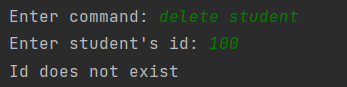 Enter command: delete student
Enter student's id: 100
Id does not exist